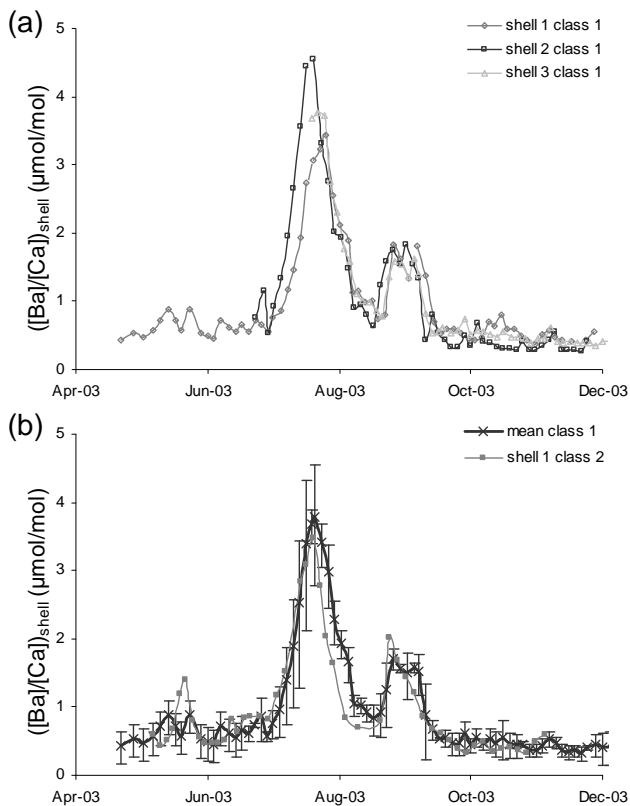 (a)
5
4
3
2
1
0
([Ba]/[Ca])shell (μmol/mol)
shell 1 class 1
shell 2 class 1
shell 3 class 1
Apr-03 Jun-03 Aug-03 Oct-03 Dec-03
(b)
5
4
3
2
1
0
([Ba]/[Ca])shell (μmol/mol)
mean class 1
shell 1 class 2
Apr-03 Jun-03 Aug-03 Oct-03 Dec-03